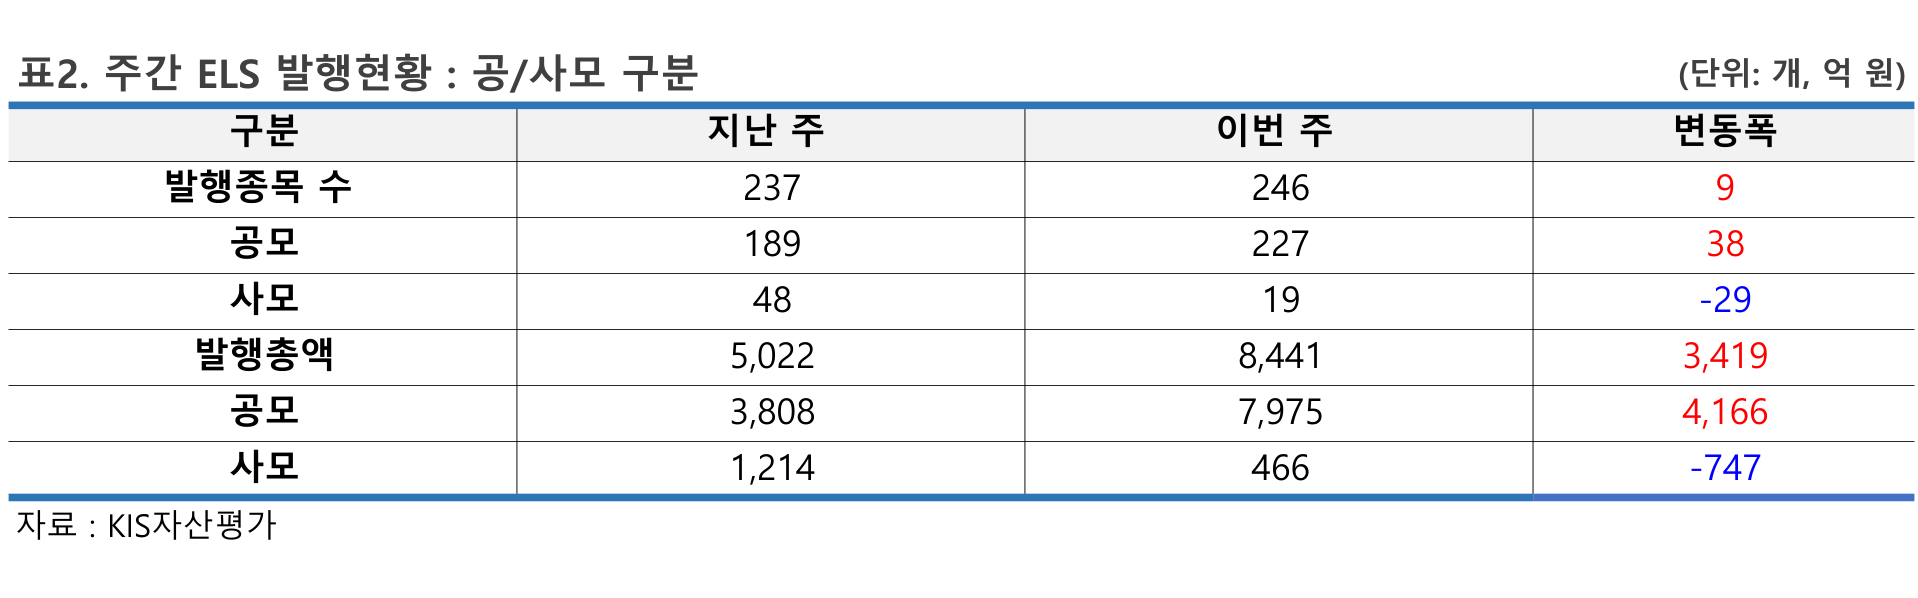 표2. 주간 ELS 발행현황 : 공/사모 구분 (단위: 개, 억 원)
구분 지난 주 이번 주 변동폭
발행종목 수 237 246 9
공모 189 227 38
사모 48 19 -29
발행총액 5,022 8,441 3,419
공모 3,808 7,975 4,166
사모 1,214 466 -747
자료 : KIS자산평가